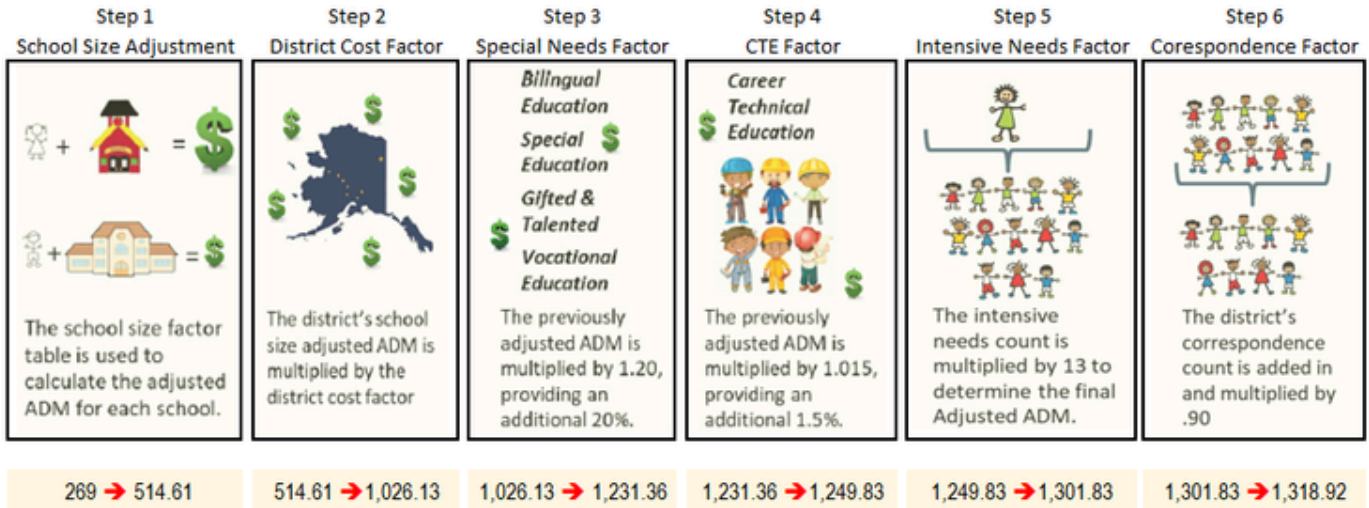 Step 1
School Size Adjustment
The school size factor
table is used to
calculate the adjusted
ADM for each school.
269 → 514.61
Step 2
District Cost Factor
The district's school
size adjusted ADM is
multiplied by the
district cost factor
514.61 → 1,026.13
Step 3
Special Needs Factor
Bilingual
Education
Special
Education
Gifted &
Talented
Vocational
Education
The previously
adjusted ADM is
multiplied by 1.20,
providing an
additional 20%.
1,026.13 → 1,231.36
Step 4
CTE Factor
Career
Technical
Education
The previously
adjusted ADM is
multiplied by 1.015,
providing an
additional 1.5%.
1,231.36 → 1,249.83
Step 5
Intensive Needs Factor
The intensive
needs count is
multiplied by 13 to
determine the final
Adjusted ADM.
1,249.83 → 1,301.83
Step 6
Corespondence Factor
The district's
correspondence
count is added in
and multiplied by
.90
1,301.83 → 1,318.92